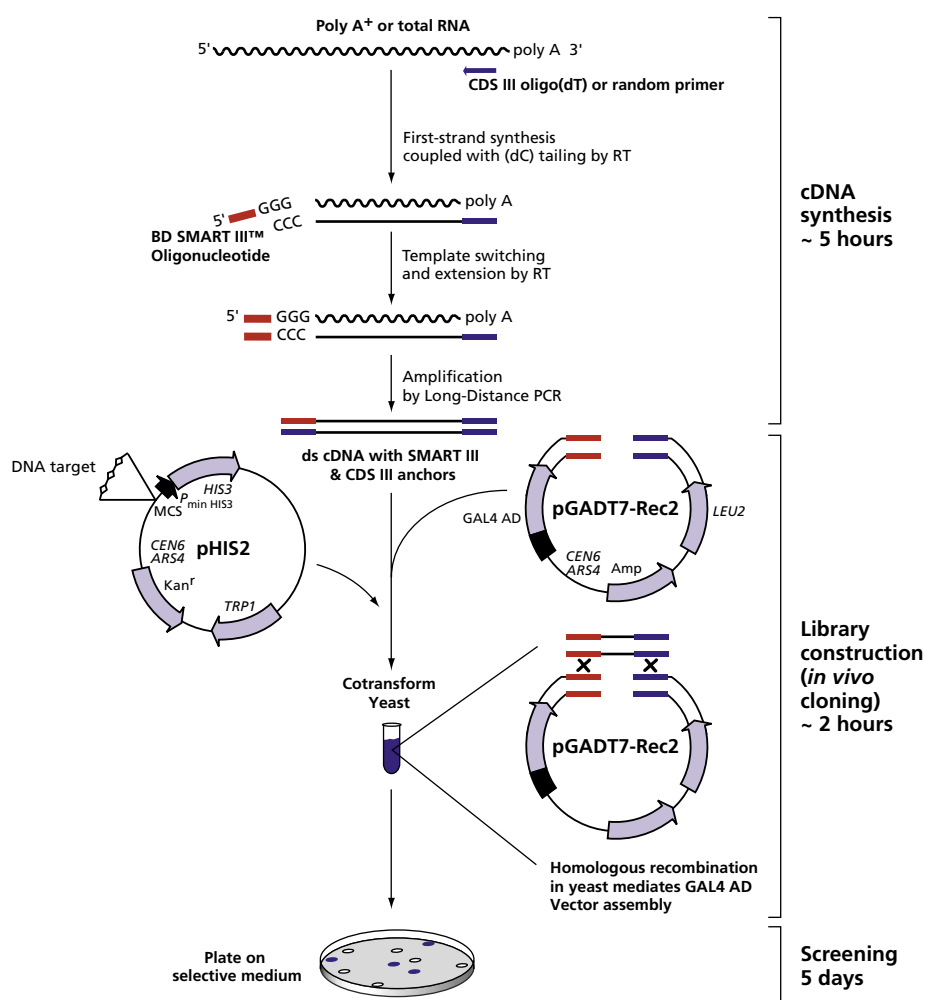 Poly A+ or total RNA
5'
poly A 3'
CDS III oligo(dT) or random primer
First-strand synthesis
coupled with (dC) tailing by RT
5'
GGG
poly A
CCC
BD SMART III™
Oligonucleotide
Template switching
and extension by RT
5'
GGG
poly A
CCC
Amplification
by Long-Distance PCR
cDNA
synthesis
~ 5 hours
ds cDNA with SMART III
& CDS III anchors
DNA target
HIS3
Pmin HIS3
MCS
CEN6
ARS4
pHIS2
Kanr
TRP1
pGADT7-Rec2
GAL4 AD
LEU2
CEN6
ARS4
Amp
Cotransform
Yeast
pGADT7-Rec2
Homologous recombination
in yeast mediates GAL4 AD
Vector assembly
Library
construction
(in vivo
cloning)
~ 2 hours
Plate on
selective medium
Screening
5 days